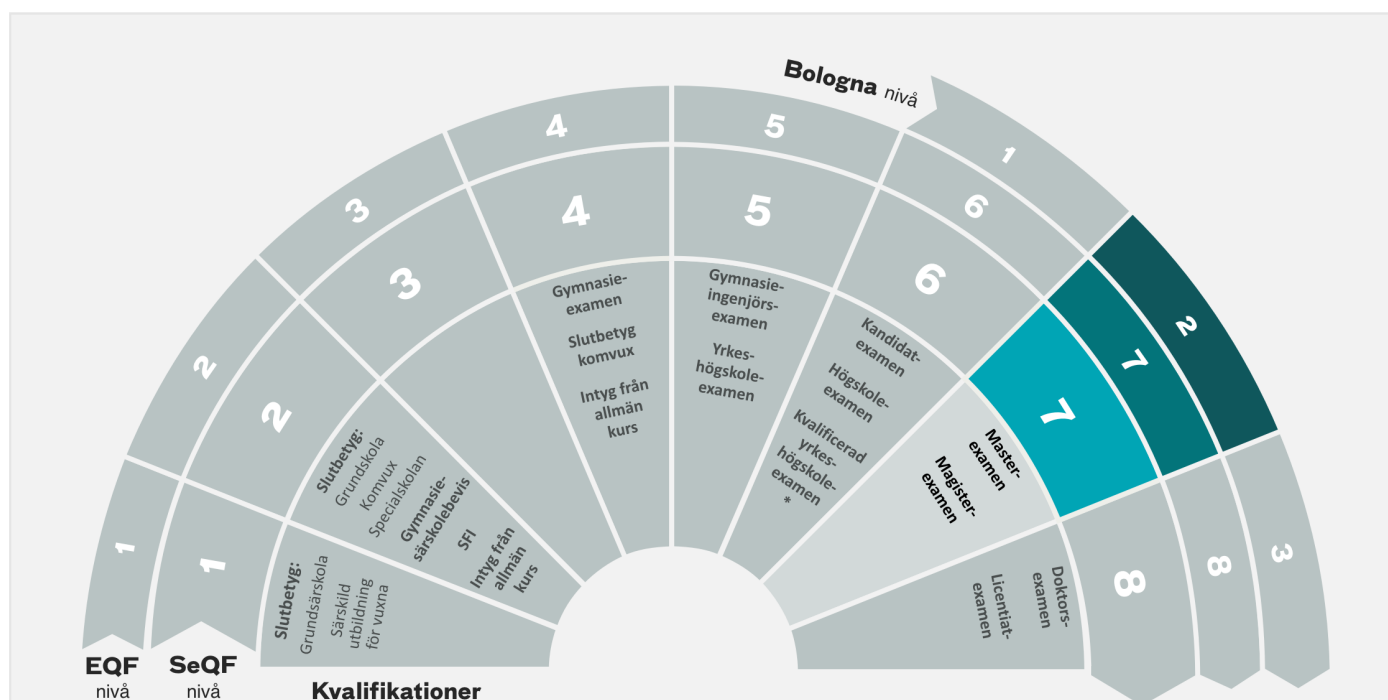 Bologna nivå
1
2
3
1
2
3
4
5
6
7
8
1
2
3
4
5
6
7
8
Slutbetyg:
Grundsärskola
Särskild
utbildning
för vuxna
Slutbetyg:
Grundskola
Komvux
Specialskolan
Gymnasie-
särskolebevis
SFI
Intyg från
allmän
kurs
Gymnasie-
examen
Slutbetyg
komvux
Intyg från
allmän
kurs
Gymnasie-
ingenjörs-
examen
Yrkes-
högskole-
examen
Kandidat-
examen
Högskole-
examen
Kvalificerad
yrkes-
högskole-
examen
*
Master-
examen
Magister-
examen
Doktors-
examen
Licentiat-
examen
EQF
nivå
SeQF
nivå
Kvalifikationer